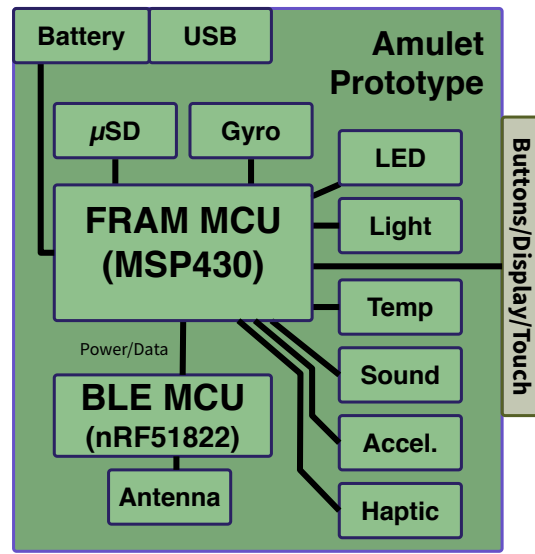 Battery
USB
Amulet
Prototype
µSD
Gyro
LED
FRAM MCU
(MSP430)
Light
Buttons/Display/Touch
Temp
Power/Data
Sound
BLE MCU
(nRF51822)
Accel.
Antenna
Haptic